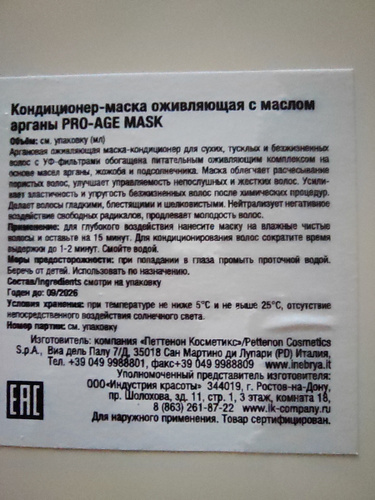 Кондиционер-маска оживляющая с маслом
арганы PRO-AGE MASK
Объём: см. упаковку (мл)
Аргановая оживляющая маска-кондиционер для сухих, тусклых и безжизненных
волос с УФ-фильтрами обогащена питательным оживляющим комплексом на
основе масел арганы, жожоба и подсолнечника. Маска облегчает расчесывание
пористых волос, улучшает управляемость непослушных и жестких волос. Усили-
вает эластичность и упругость безжизненных волос после химических процедур.
Делает волосы гладкими, блестящими и шелковистыми. Нейтрализует негативное
воздействие свободных радикалов, продлевает молодость волос.
Применение: для глубокого воздействия нанесите маску на влажные чистые
волосы и оставьте на 15 минут. Для кондиционирования волос сократите время
выдержки до 1-2 минут. Смойте водой.
Меры предосторожности: при попадании в глаза промыть проточной водой.
Беречь от детей. Использовать по назначению.
Состав/Ingredients смотри на упаковке
Годен до: 09/2026
Условия хранения: при температуре не ниже 5°С и не выше 25°С, отсутствие
непосредственного воздействия солнечного света.
Номер партии: см. упаковку
Изготовитель: компания «Петтенон Косметикс»/Pettenon Cosmetics
S.p.A., Виа дель Палу 7/Д, 35018 Сан Мартино ди Лупари (PD) Италия,
Тел.+39 049 9988801, факс+39 049 9988809 www.inebrya.it
Уполномоченный представитель изготовителя:
ООО «Индустрия красоты» 344019, г. Ростов-на-Дону,
пр. Шолохова, зд. 11, стр. 1, 3 этаж, комната 18,
8 (863) 261-87-22 www.ik-company.ru
Для наружного применения. Товар сертифицирован.
EAC